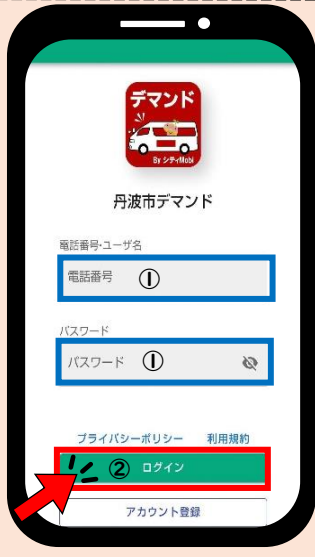 デマンド
By シティMobi
丹波市デマンド
電話番号・ユーザ名
電話番号 ①
パスワード
パスワード ①
プライバシーポリシー 利用規約
② ログイン
アカウント登録